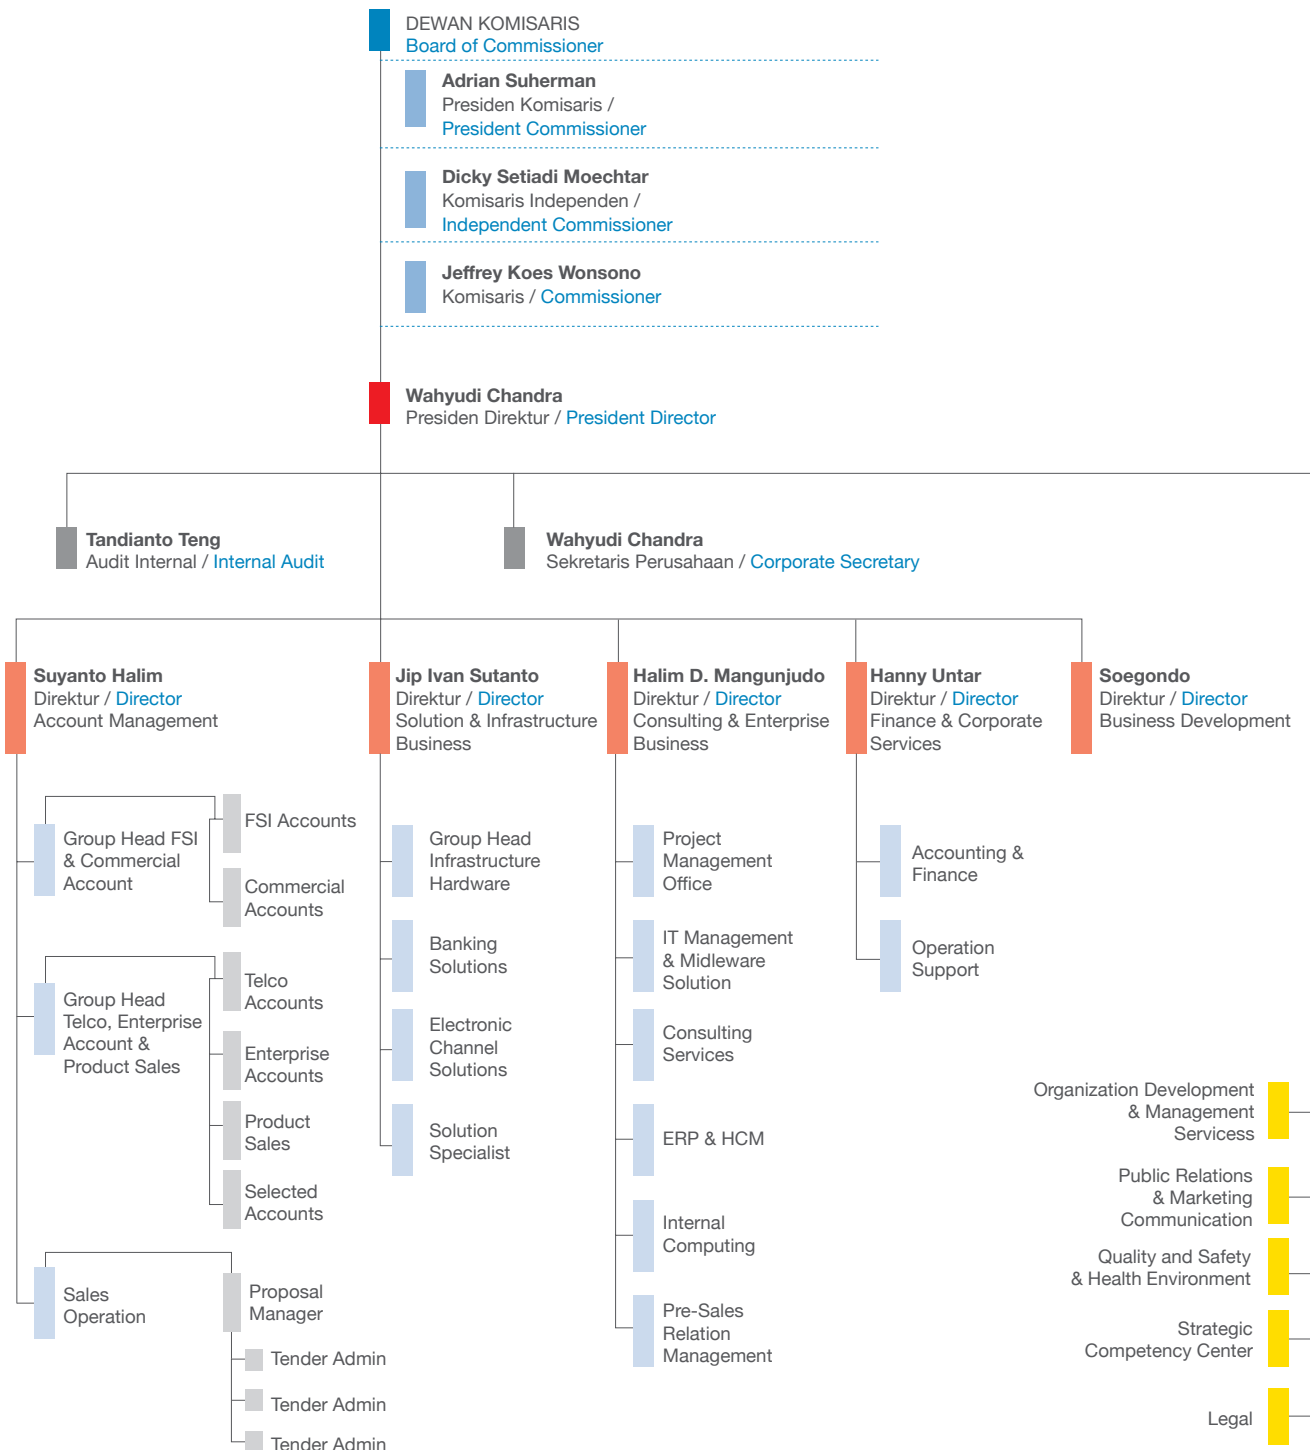 DEWAN KOMISARIS
Board of Commissioner
Adrian Suherman
Presiden Komisaris /
President Commissioner
Dicky Setiadi Moechtar
Komisaris Independen /
Independent Commissioner
Jeffrey Koes Wonsono
Komisaris / Commissioner
Wahyudi Chandra
Presiden Direktur / President Director
Tandianto Teng
Audit Internal / Internal Audit
Wahyudi Chandra
Sekretaris Perusahaan / Corporate Secretary
Suyanto Halim
Direktur / Director
Account Management
Jip Ivan Sutanto
Direktur / Director
Solution & Infrastructure
Business
Halim D. Mangunjudo
Direktur / Director
Consulting & Enterprise
Business
Hanny Untar
Direktur / Director
Finance & Corporate
Services
Soegondo
Direktur / Director
Business Development
Group Head FSI
& Commercial
Account
FSI Accounts
Commercial
Accounts
Group Head
Telco, Enterprise
Account &
Product Sales
Telco
Accounts
Enterprise
Accounts
Product
Sales
Selected
Accounts
Sales
Operation
Proposal
Manager
Tender Admin
Tender Admin
Tender Admin
Group Head
Infrastructure
Hardware
Banking
Solutions
Electronic
Channel
Solutions
Solution
Specialist
Project
Management
Office
IT Management
& Midleware
Solution
Consulting
Services
ERP & HCM
Internal
Computing
Pre-Sales
Relation
Management
Accounting &
Finance
Operation
Support
Organization Development
& Management
Servicess
Public Relations
& Marketing
Communication
Quality and Safety
& Health Environment
Strategic
Competency Center
Legal